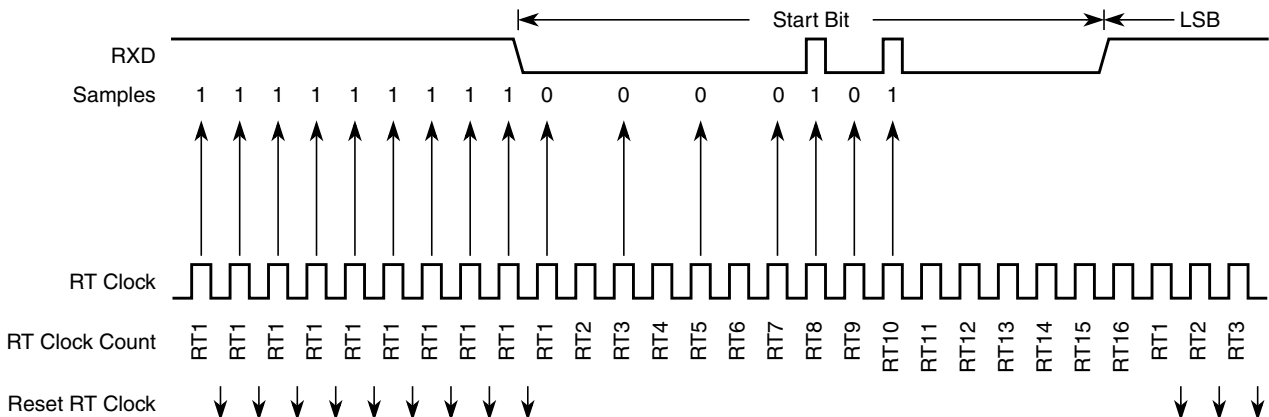 Start Bit LSB
RXD
Samples 1 1 1 1 1 1 1 1 1 0 0 0 0 1 0 1
RT Clock
RT Clock Count RT1 RT1 RT1 RT1 RT1 RT1 RT1 RT1 RT1 RT1 RT2 RT3 RT4 RT5 RT6 RT7 RT8 RT9 RT10 RT11 RT12 RT13 RT14 RT15 RT16 RT1 RT2 RT3
Reset RT Clock